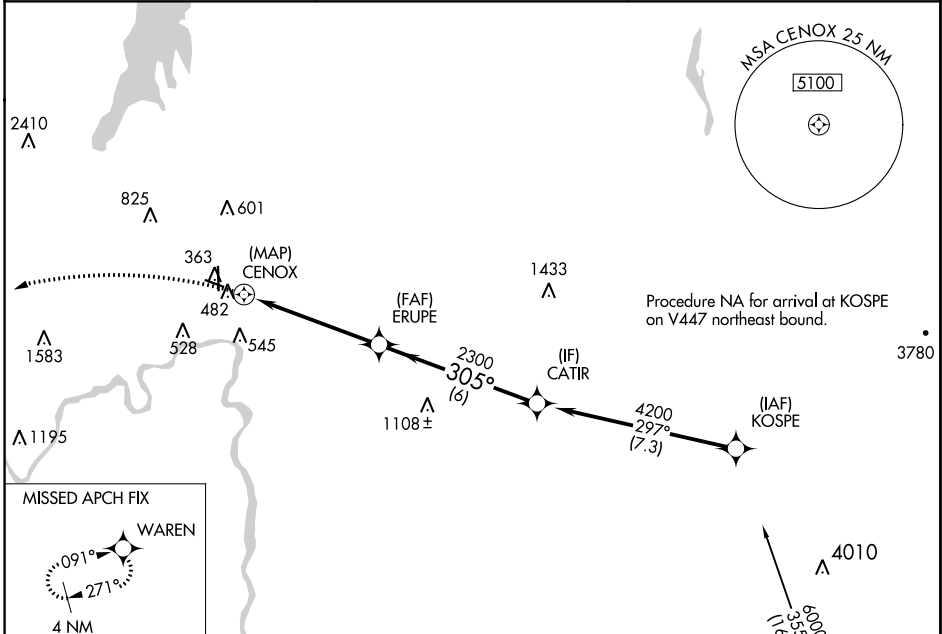 MSA CENOX 25 NM
5100
2410
825
601
363
(MAP)
CENOX
482
1433
(FAF)
ERUPE
Procedure NA for arrival at KOSPE
on V447 northeast bound.
3780
1583
528
545
2300
305°
(6)
(IF)
CATIR
1108 ±
4200
297°
(7.3)
(IAF)
KOSPE
1195
MISSED APCH FIX
WAREN
091°
271°
4 NM
4010
6000